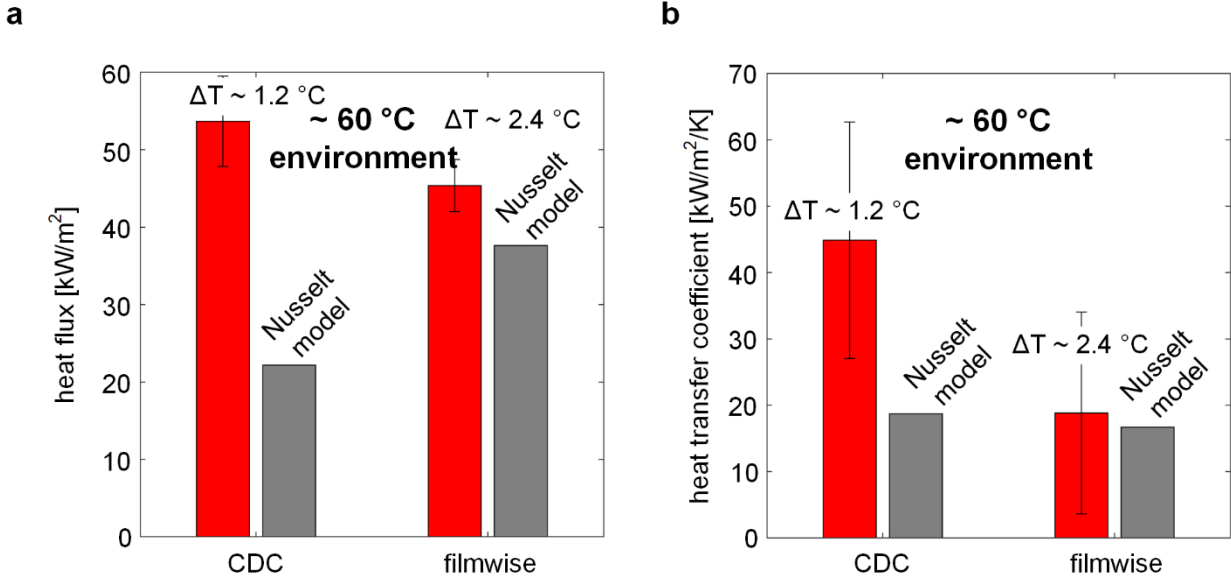 a
heat flux [kW/m²]
60
50
40
30
20
10
0
ΔT ~ 1.2 °C
~ 60 °C
environment
ΔT ~ 2.4 °C
Nusselt
model
Nusselt
model
CDC
filmwise
b
heat transfer coefficient [kW/m²/K]
70
60
50
40
30
20
10
0
~ 60 °C
environment
ΔT ~ 1.2 °C
Nusselt
model
ΔT ~ 2.4 °C
Nusselt
model
CDC
filmwise